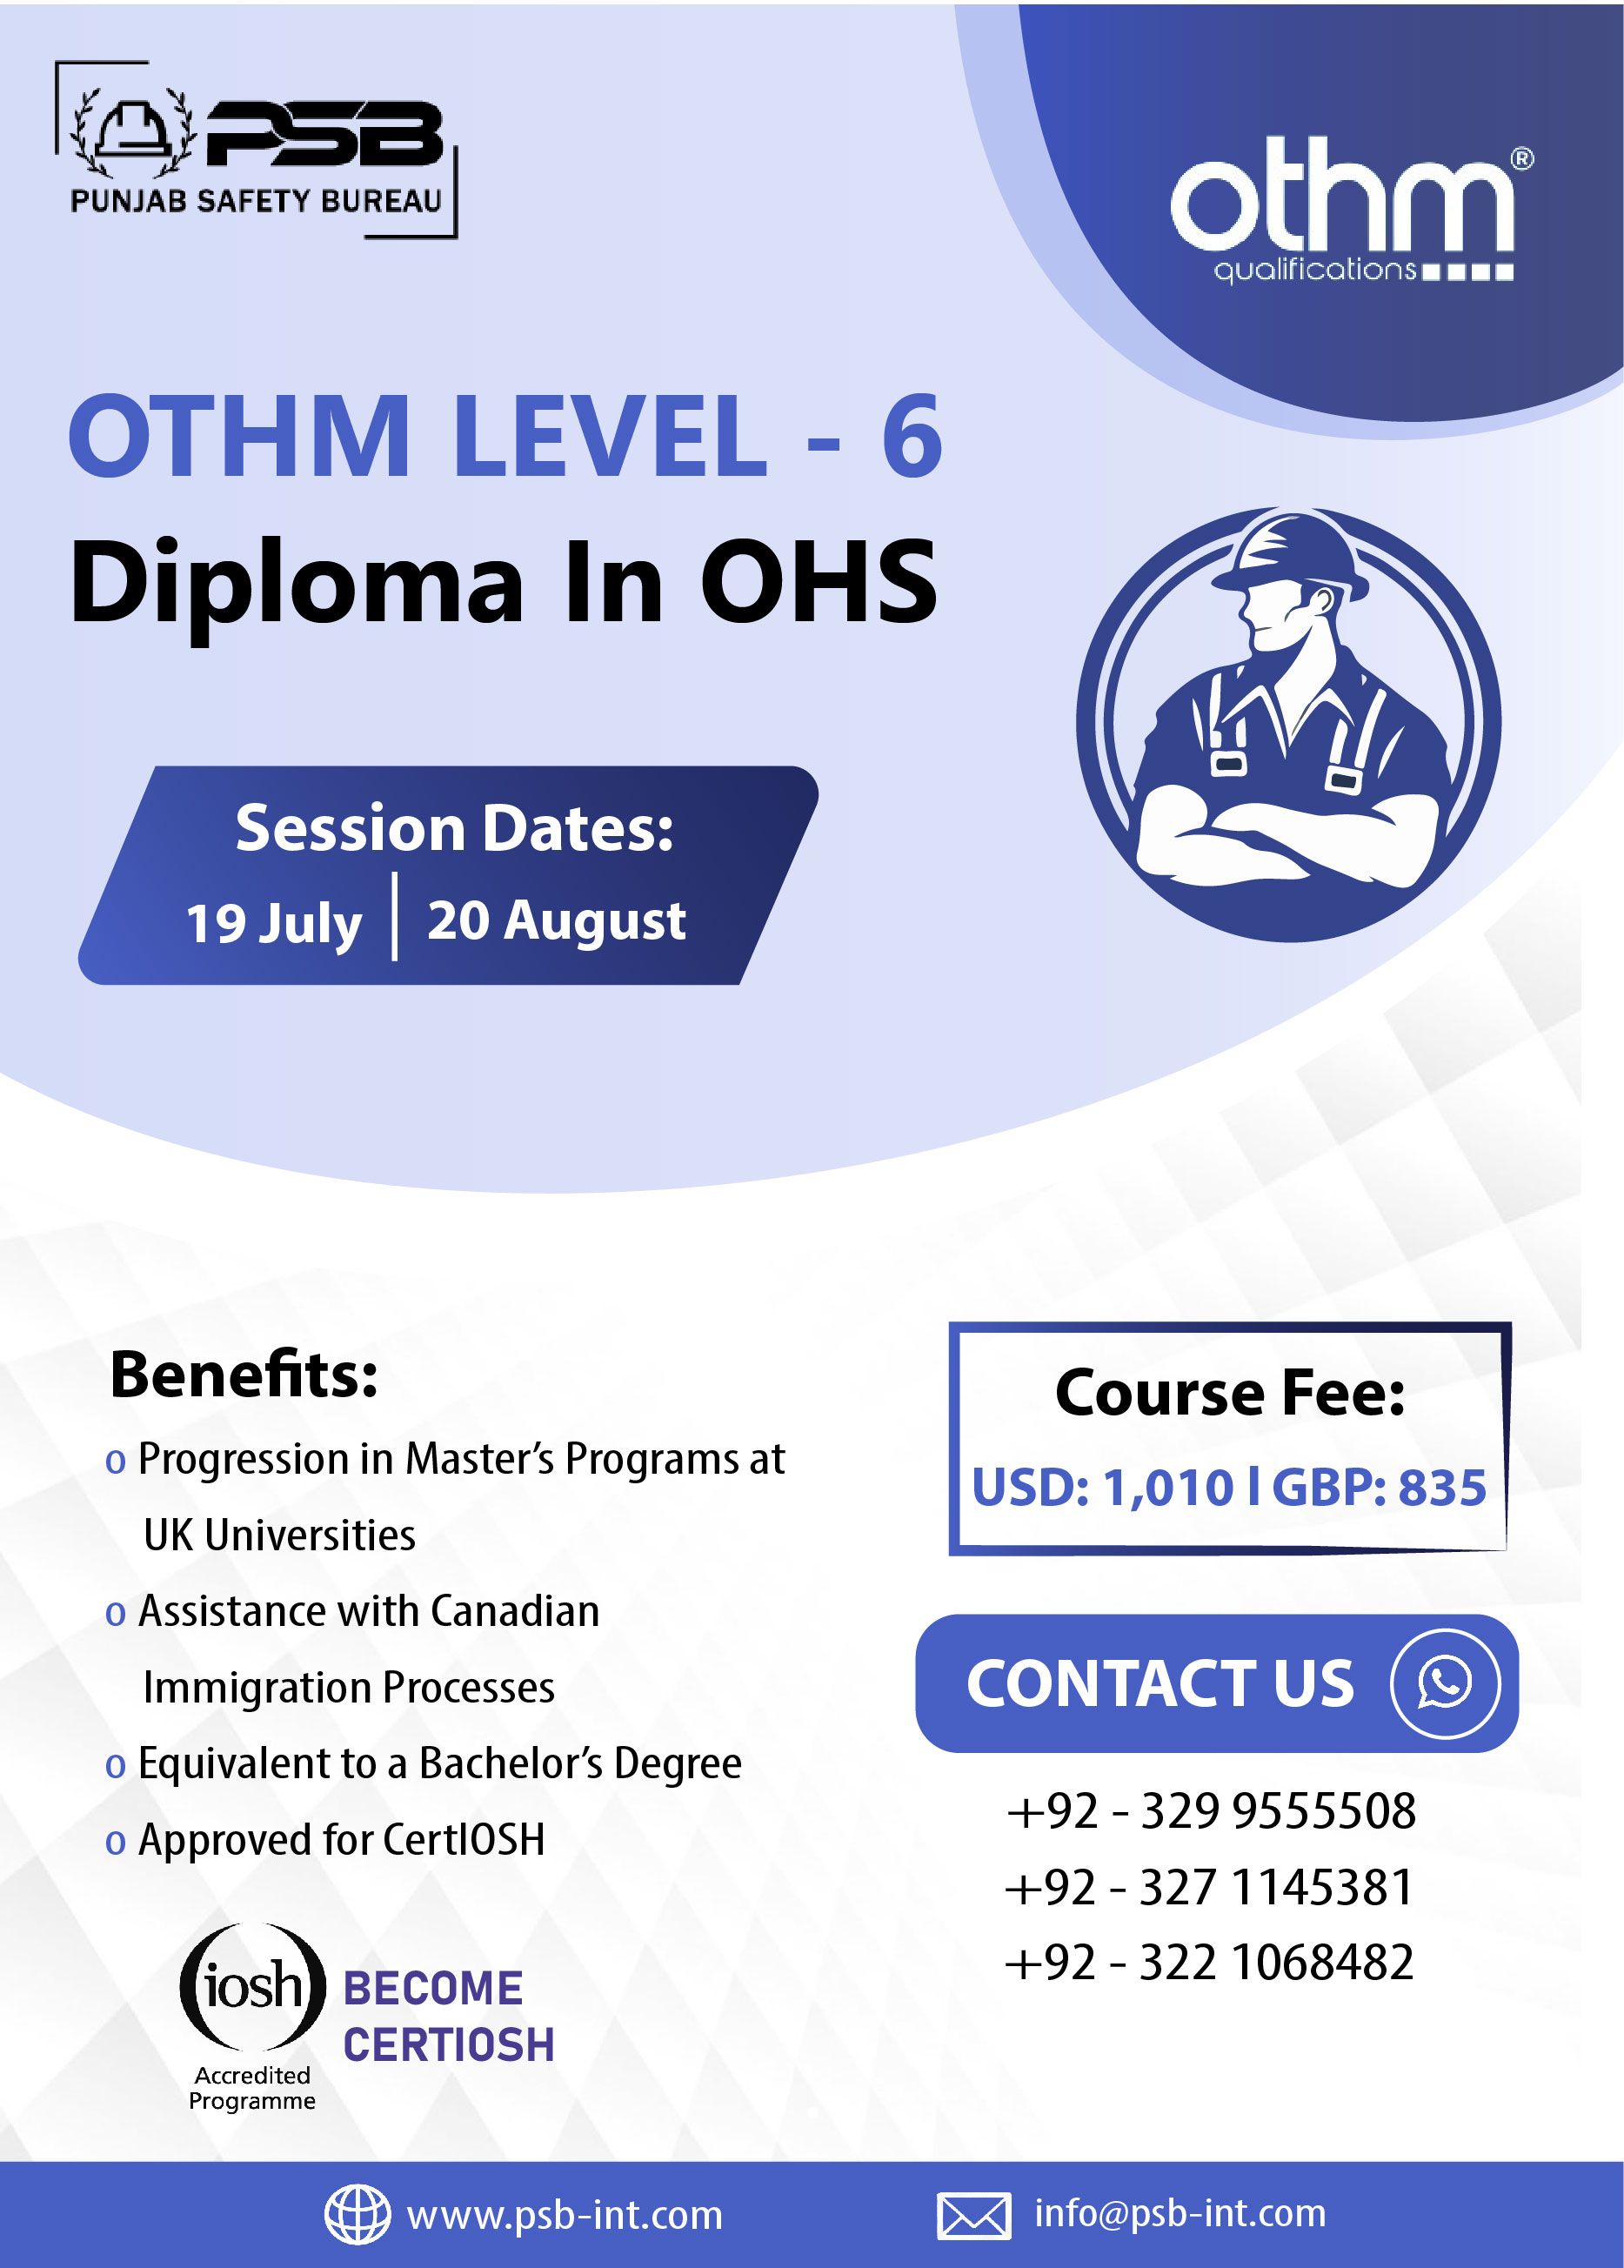 PSB
PUNJAB SAFETY BUREAU
othm®
qualifications
OTHM LEVEL - 6
Diploma In OHS
Session Dates:
19 July | 20 August
Benefits:
o Progression in Master's Programs at
UK Universities
o Assistance with Canadian
Immigration Processes
o Equivalent to a Bachelor's Degree
o Approved for CertIOSH
iosh
Accredited
Programme
BECOME
CERTIOSH
Course Fee:
USD: 1,010 l GBP: 835
CONTACT US
+92 - 329 9555508
+92 - 327 1145381
+92 - 322 1068482
www.psb-int.com
info@psb-int.com